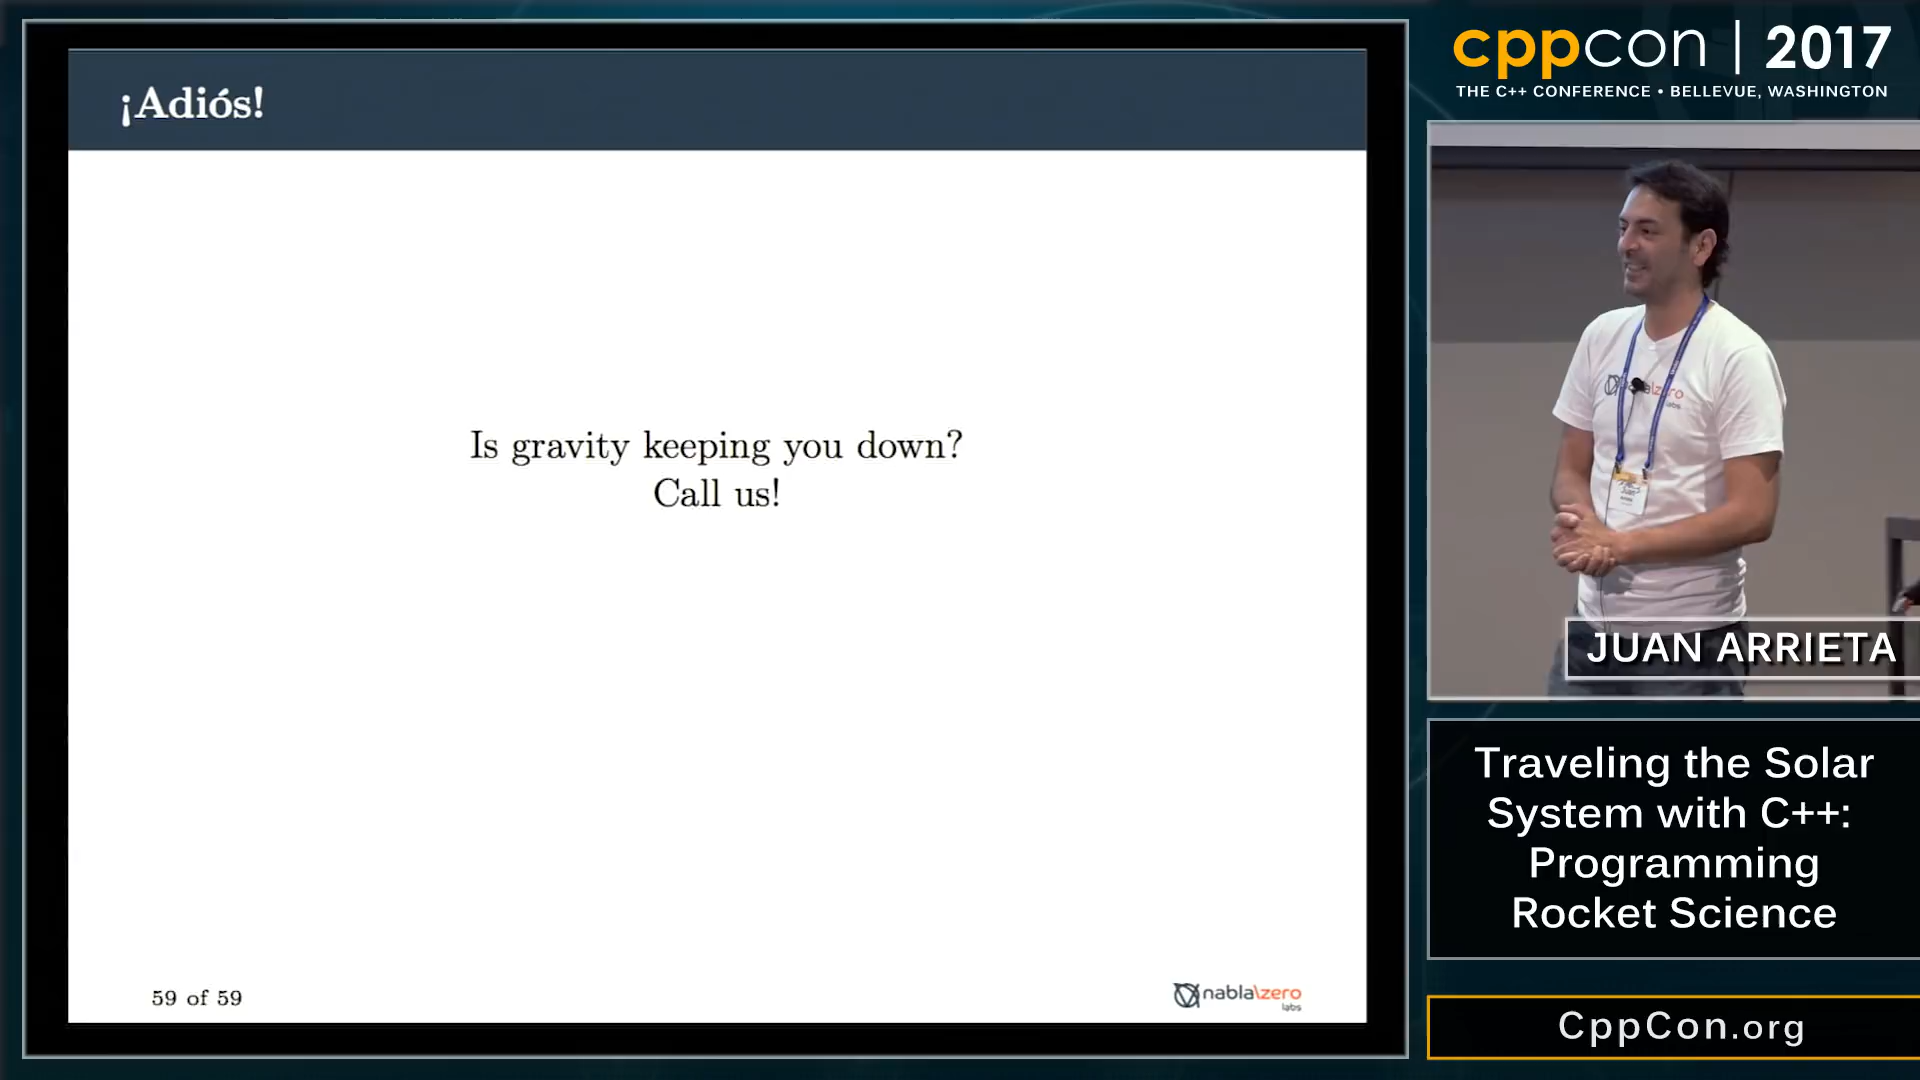 ¡Adiós!
Is gravity keeping you down?
Call us!
59 of 59
nabla\zero
labs
cppcon | 2017
THE C++ CONFERENCE • BELLEVUE, WASHINGTON
Juan
JUAN ARRIETA
Traveling the Solar
System with C++:
Programming
Rocket Science
CppCon.org